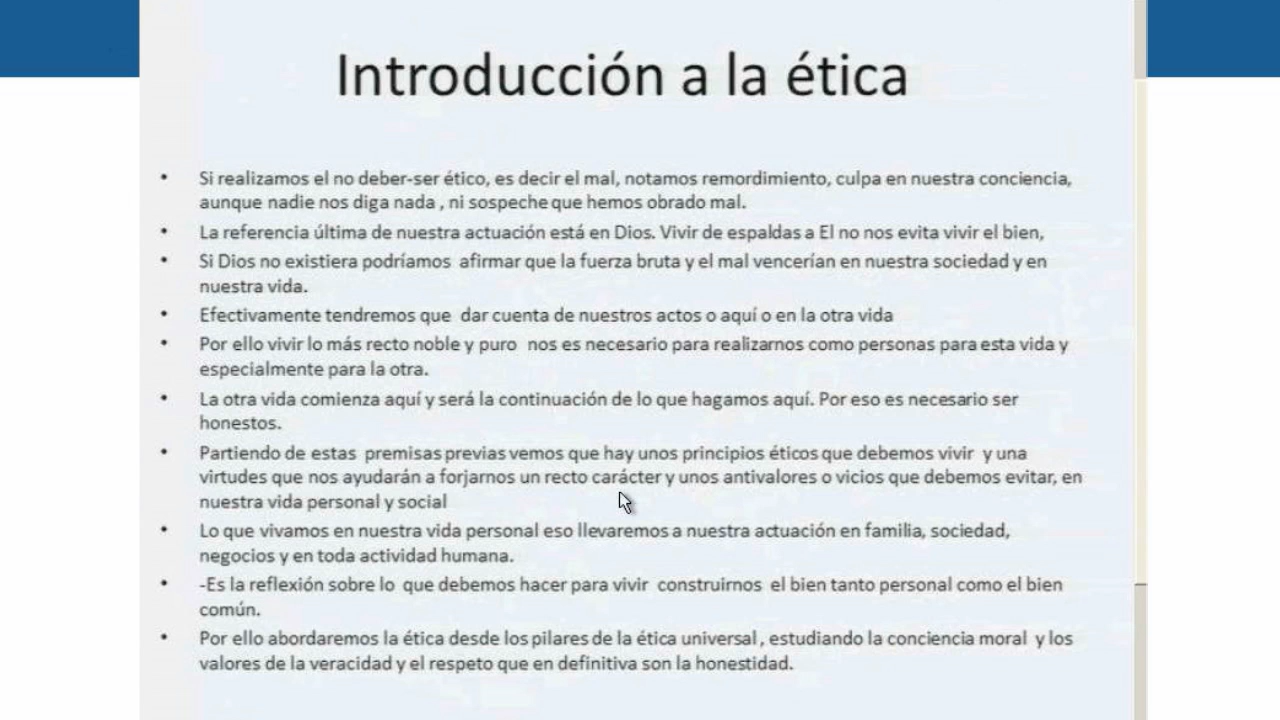 Introducción a la ética
• Si realizamos el no deber-ser ético, es decir el mal, notamos remordimiento, culpa en nuestra conciencia,
aunque nadie nos diga nada , ni sospeche que hemos obrado mal.
• La referencia última de nuestra actuación está en Dios. Vivir de espaldas a El no nos evita vivir el bien,
• Si Dios no existiera podríamos afirmar que la fuerza bruta y el mal vencerían en nuestra sociedad y en
nuestra vida.
• Efectivamente tendremos que dar cuenta de nuestros actos o aquí o en la otra vida
• Por ello vivir lo más recto noble y puro nos es necesario para realizarnos como personas para esta vida y
especialmente para la otra.
• La otra vida comienza aquí y será la continuación de lo que hagamos aquí. Por eso es necesario ser
honestos.
• Partiendo de estas premisas previas vemos que hay unos principios éticos que debemos vivir y una
virtudes que nos ayudarán a forjarnos un recto carácter y unos antivalores o vicios que debemos evitar, en
nuestra vida personal y social
• Lo que vivamos en nuestra vida personal eso llevaremos a nuestra actuación en familia, sociedad,
negocios y en toda actividad humana.
• -Es la reflexión sobre lo que debemos hacer para vivir construirnos el bien tanto personal como el bien
común.
• Por ello abordaremos la ética desde los pilares de la ética universal , estudiando la conciencia moral y los
valores de la veracidad y el respeto que en definitiva son la honestidad.